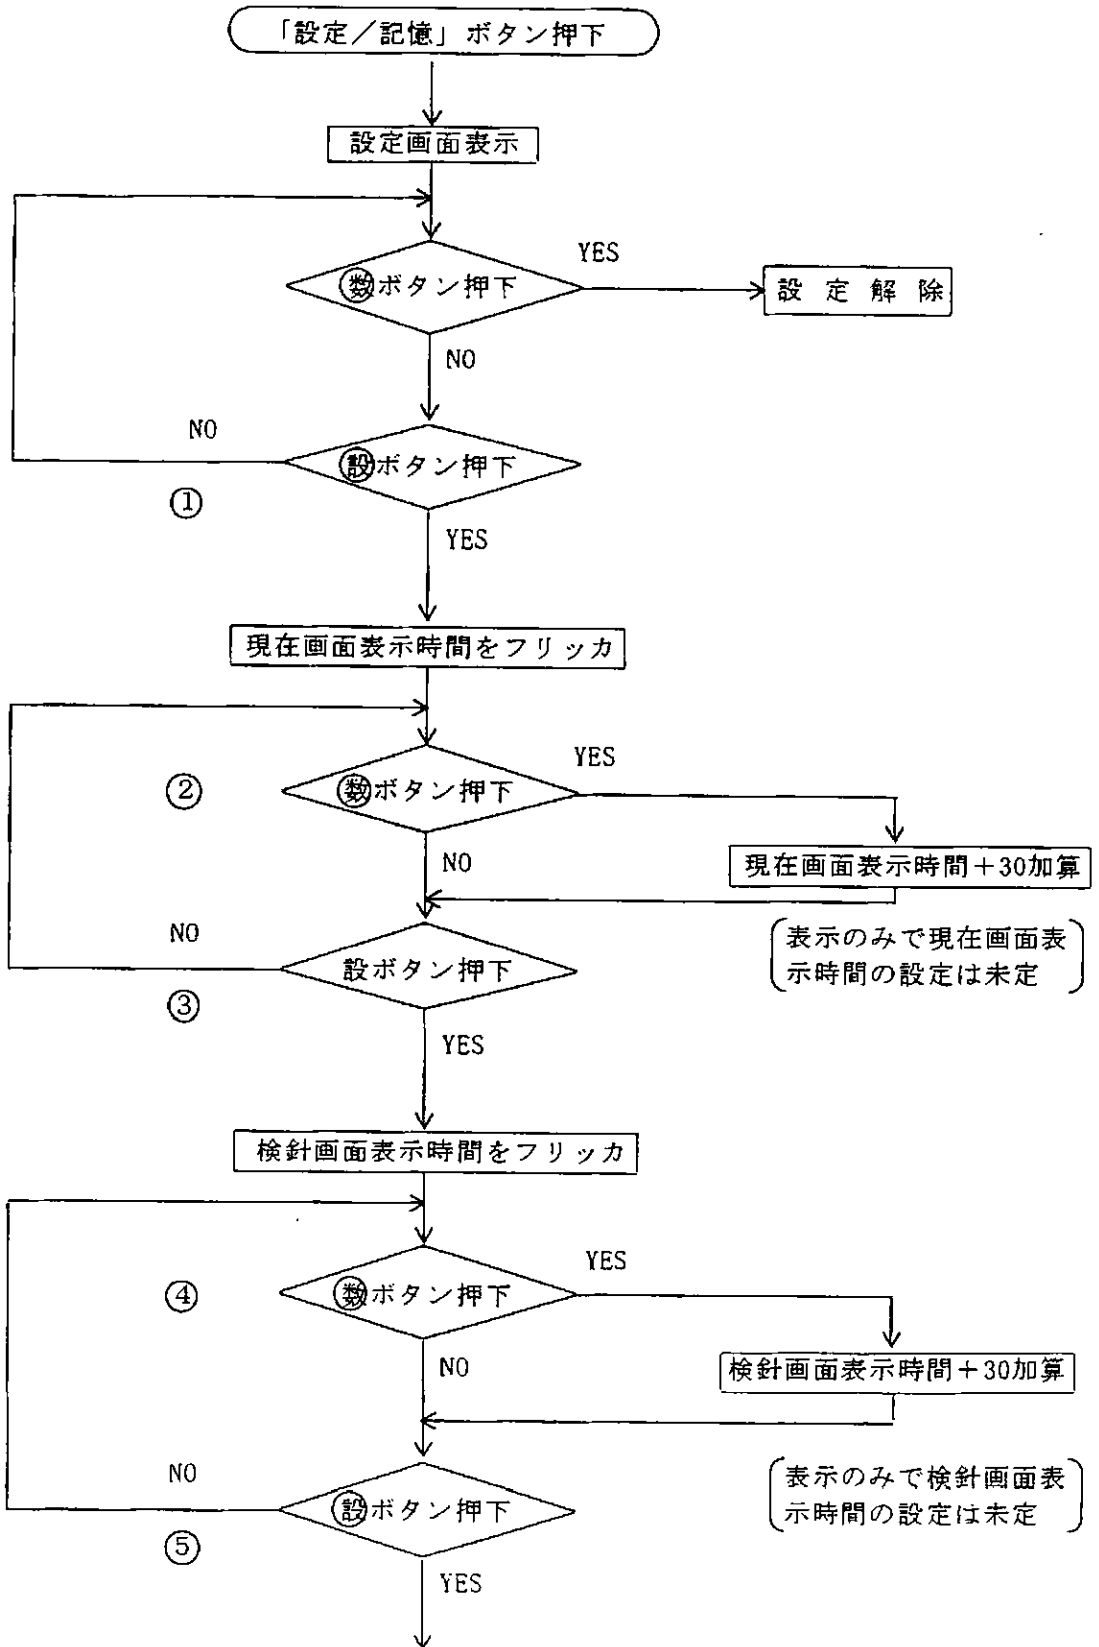 「設定／記憶」ボタン押下
設定画面表示
YES
数ボタン押下
設定解除
NO
NO
設ボタン押下
①
YES
現在画面表示時間をフリッカ
YES
②
数ボタン押下
NO
現在画面表示時間＋30加算
NO
表示のみで現在画面表
示時間の設定は未定
設ボタン押下
③
YES
検針画面表示時間をフリッカ
YES
④
数ボタン押下
NO
検針画面表示時間＋30加算
NO
表示のみで検針画面表
示時間の設定は未定
設ボタン押下
⑤
YES